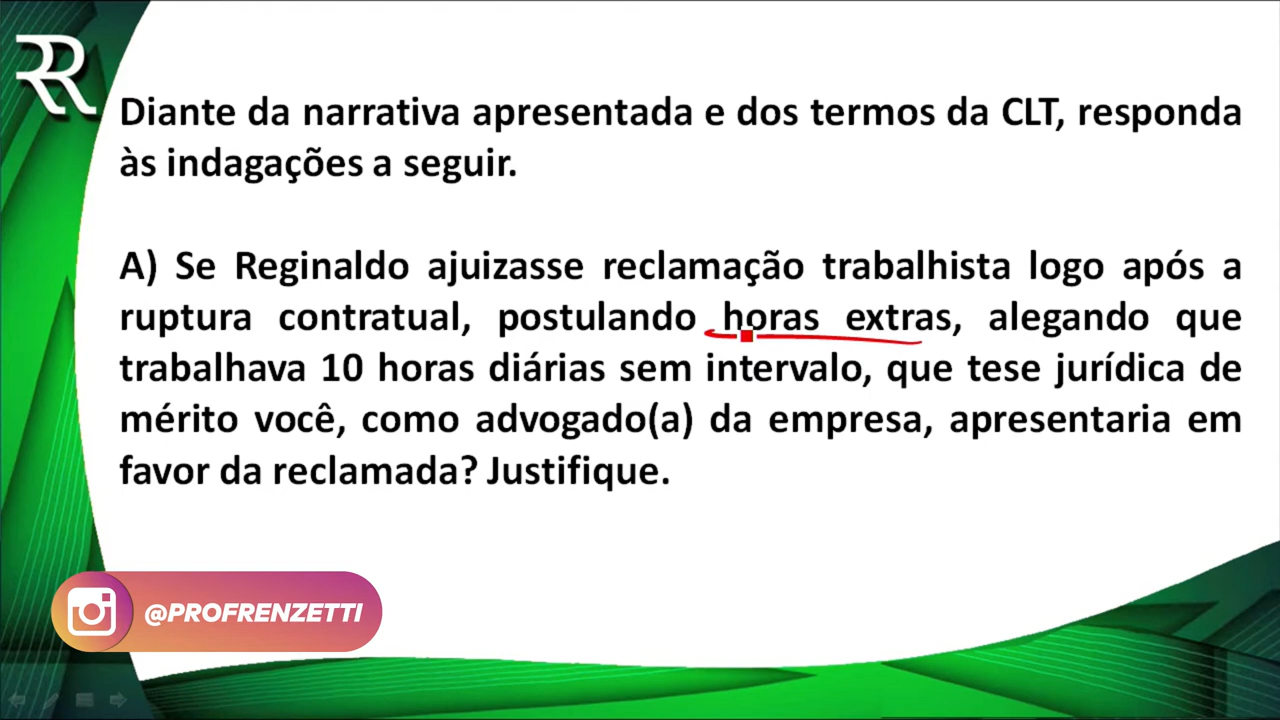 Diante da narrativa apresentada e dos termos da CLT, responda
às indagações a seguir.
A) Se Reginaldo ajuizasse reclamação trabalhista logo após a
ruptura contratual, postulando horas extras, alegando que
trabalhava 10 horas diárias sem intervalo, que tese jurídica de
mérito você, como advogado(a) da empresa, apresentaria em
favor da reclamada? Justifique.
@PROFRENZETTI